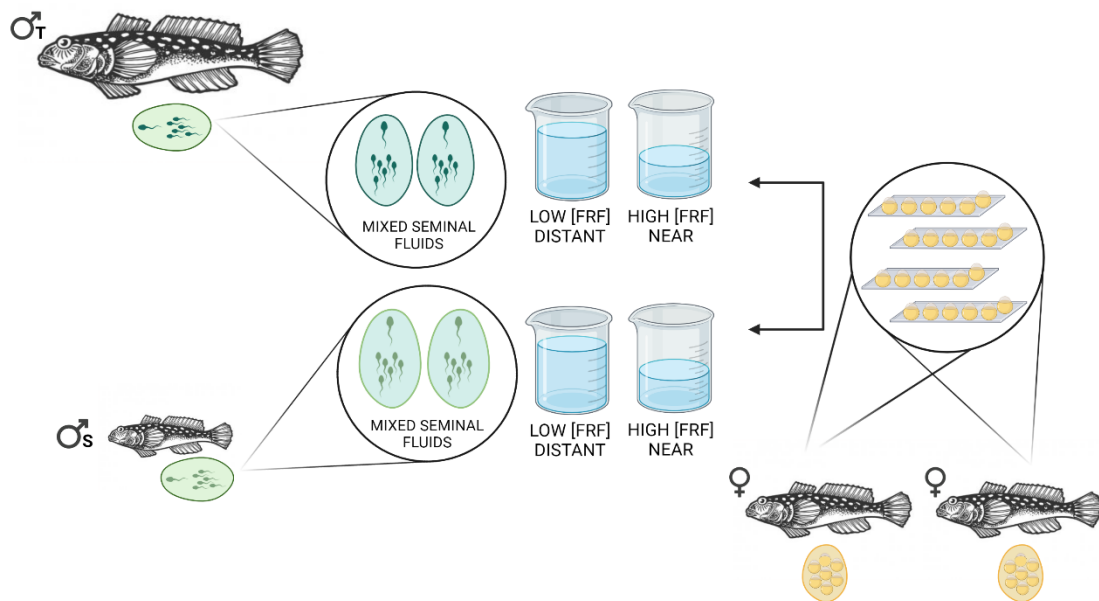 ♂T
MIXED SEMINAL
FLUIDS
LOW [FRF]
DISTANT
HIGH [FRF]
NEAR
♂S
MIXED SEMINAL
FLUIDS
LOW [FRF]
DISTANT
HIGH [FRF]
NEAR
♀
♀